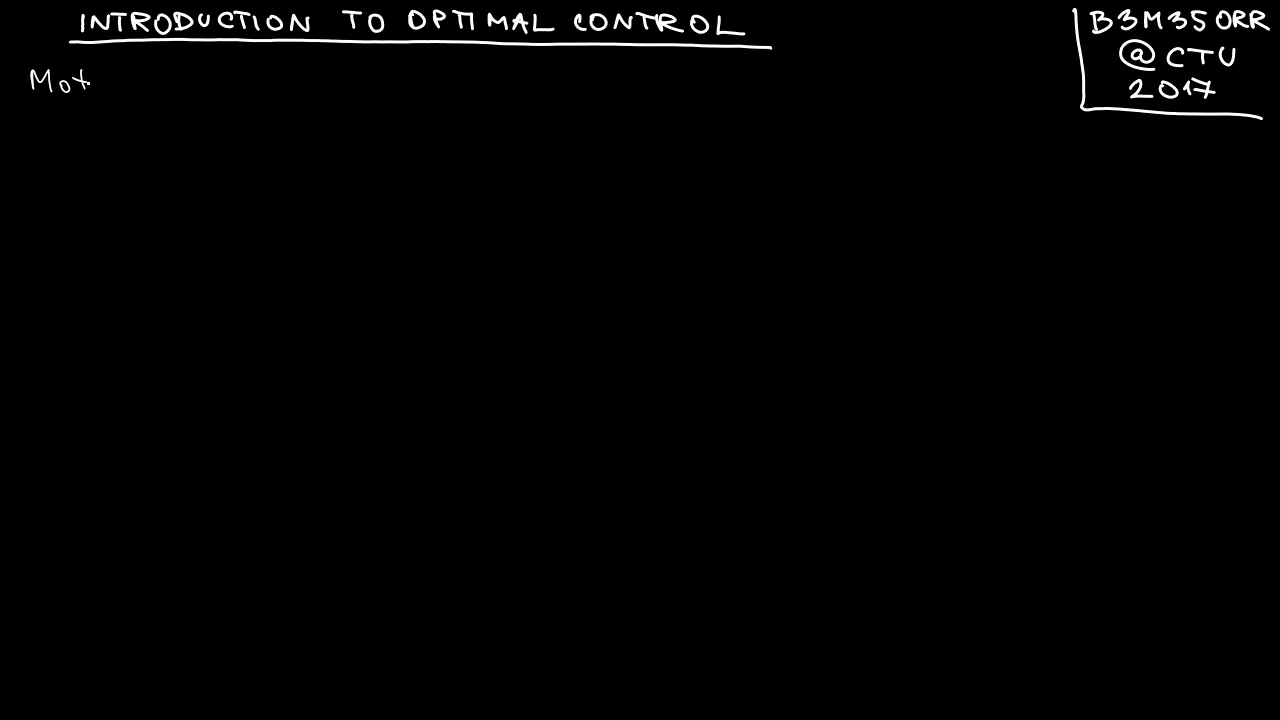 INTRODUCTION TO OPTIMAL CONTROL
B3M35ORR
@CTU
2017
Mot